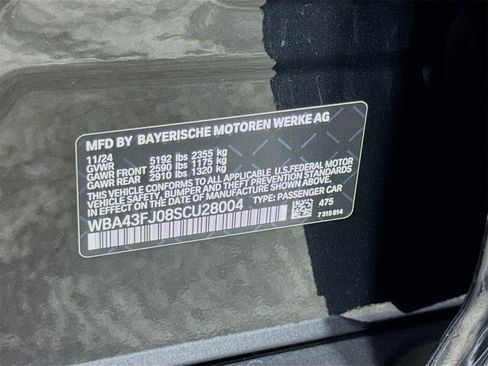 MFD BY BAYERISCHE MOTOREN WERKE AG
11/24
GVWR 5192 lbs 2355 kg
GAWR FRONT 2590 lbs 1175 kg
GAWR REAR 2910 lbs 1320 kg
THIS VEHICLE CONFORMS TO ALL APPLICABLE U.S.FEDERAL MOTOR
VEHICLE SAFETY, BUMPER AND THEFT PREVENTION STANDARDS
IN EFFECT ON THE DATE OF MANUFACTURE SHOWN ABOVE.
WBA43FJ08SCU28004 TYPE: PASSENGER CAR
475
7 315 614